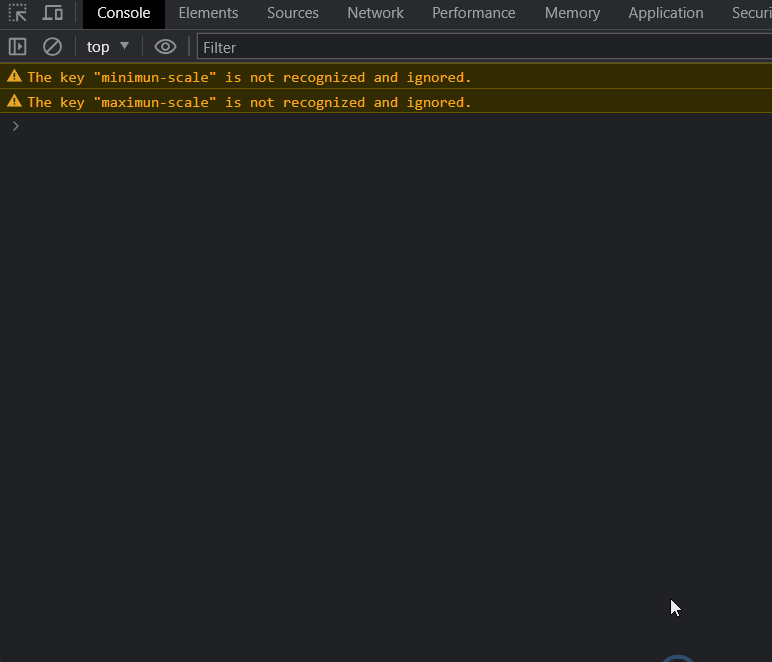 Console Elements Sources Network Performance Memory Application Securi
top Filter
The key "minimun-scale" is not recognized and ignored.
The key "maximun-scale" is not recognized and ignored.